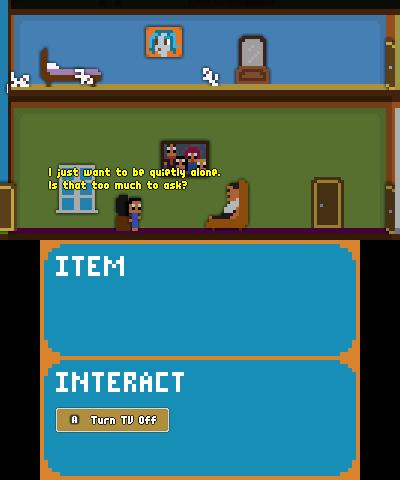 I just want to be quietly alone.
Is that too much to ask?
ITEM
INTERACT
A Turn TV Off